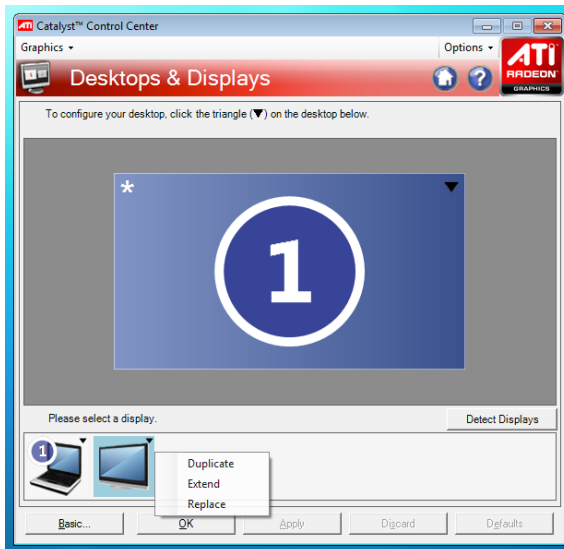 ATI Catalyst™ Control Center
Graphics
Options
ATI
RADEON
GRAPHICS
Desktops & Displays
To configure your desktop, click the triangle (▼) on the desktop below.
*
1
Please select a display.
Detect Displays
1
Duplicate
Extend
Replace
Basic...
OK
Apply
Discard
Defaults